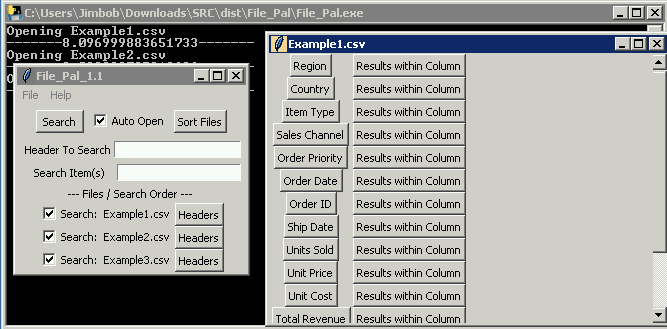 C:\Users\Jimbob\Downloads\SRC\dist\File_Pal\File_Pal.exe
Opening Example1.csv
-------8.096999883651733-------
Opening Example2.csv
File_Pal_1.1
File Help
Search Auto Open Sort Files
Header To Search
Search Item(s)
--- Files / Search Order ---
Search: Example1.csv Headers
Search: Example2.csv Headers
Search: Example3.csv Headers
Example1.csv
Region Results within Column
Country Results within Column
Item Type Results within Column
Sales Channel Results within Column
Order Priority Results within Column
Order Date Results within Column
Order ID Results within Column
Ship Date Results within Column
Units Sold Results within Column
Unit Price Results within Column
Unit Cost Results within Column
Total Revenue Results within Column